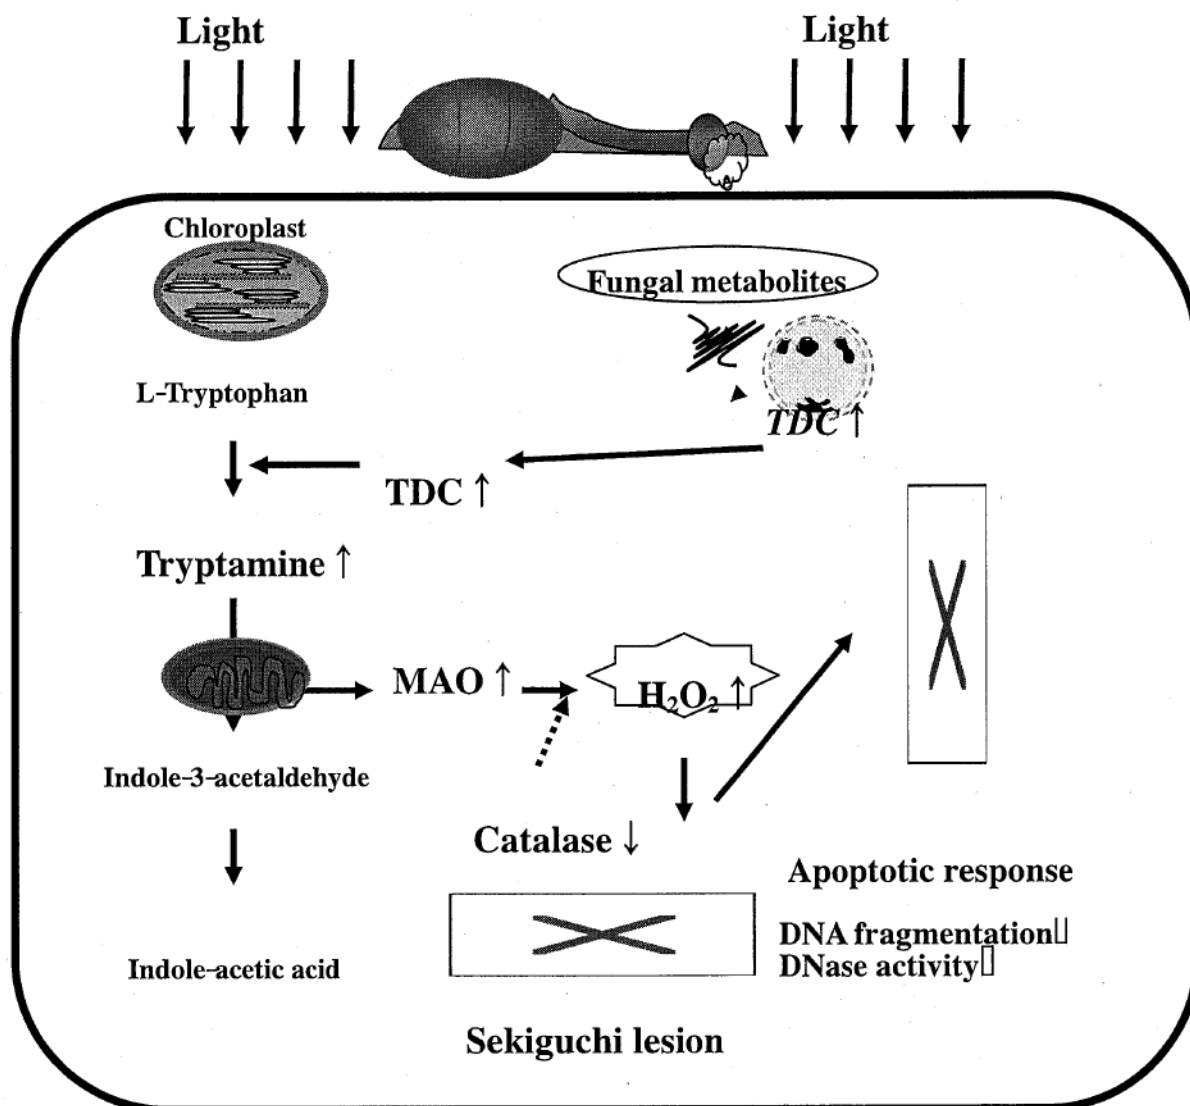 Light
Light
Chloroplast
Fungal metabolites
L-Tryptophan
TDC ↑
TDC ↑
Tryptamine ↑
MAO ↑
H₂O₂ ↑
Indole-3-acetaldehyde
Catalase ↓
Apoptotic response
DNA fragmentation
DNase activity
Indole-acetic acid
Sekiguchi lesion